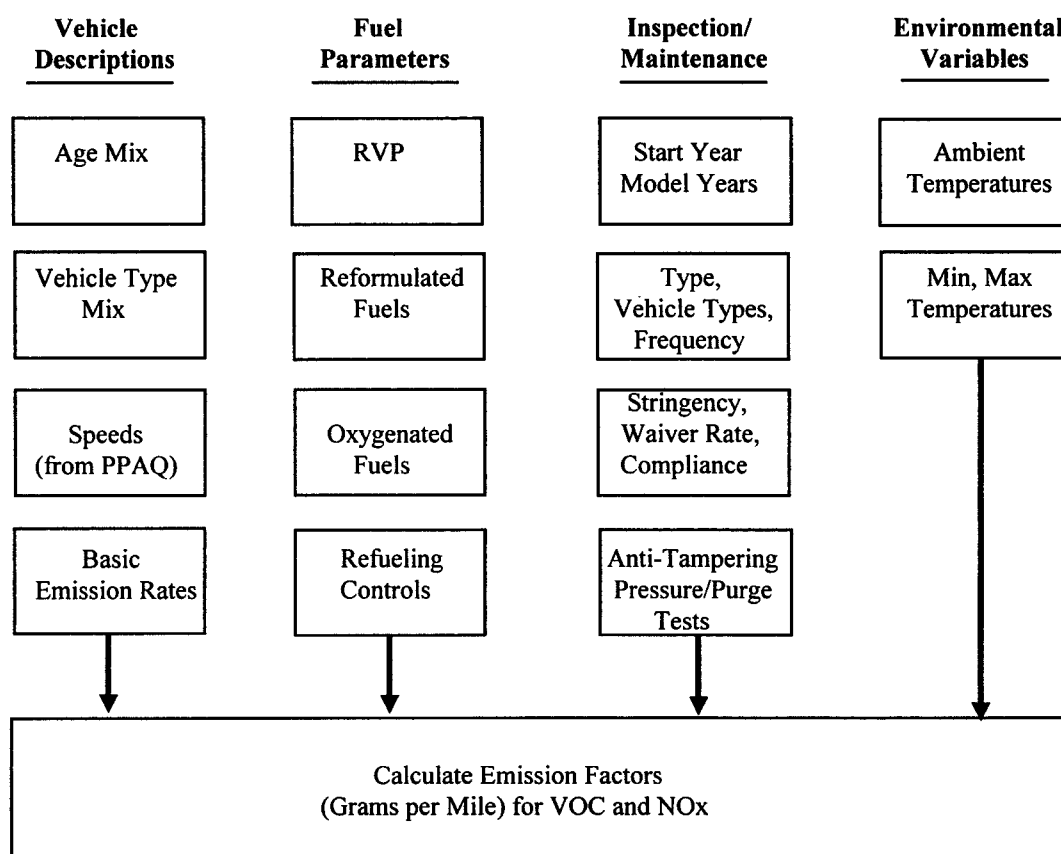 Vehicle
Descriptions
Fuel
Parameters
Inspection/
Maintenance
Environmental
Variables
Age Mix
RVP
Start Year
Model Years
Ambient
Temperatures
Vehicle Type
Mix
Reformulated
Fuels
Type,
Vehicle Types,
Frequency
Min, Max
Temperatures
Speeds
(from PPAQ)
Oxygenated
Fuels
Stringency,
Waiver Rate,
Compliance
Basic
Emission Rates
Refueling
Controls
Anti-Tampering
Pressure/Purge
Tests
Calculate Emission Factors
(Grams per Mile) for VOC and NOx